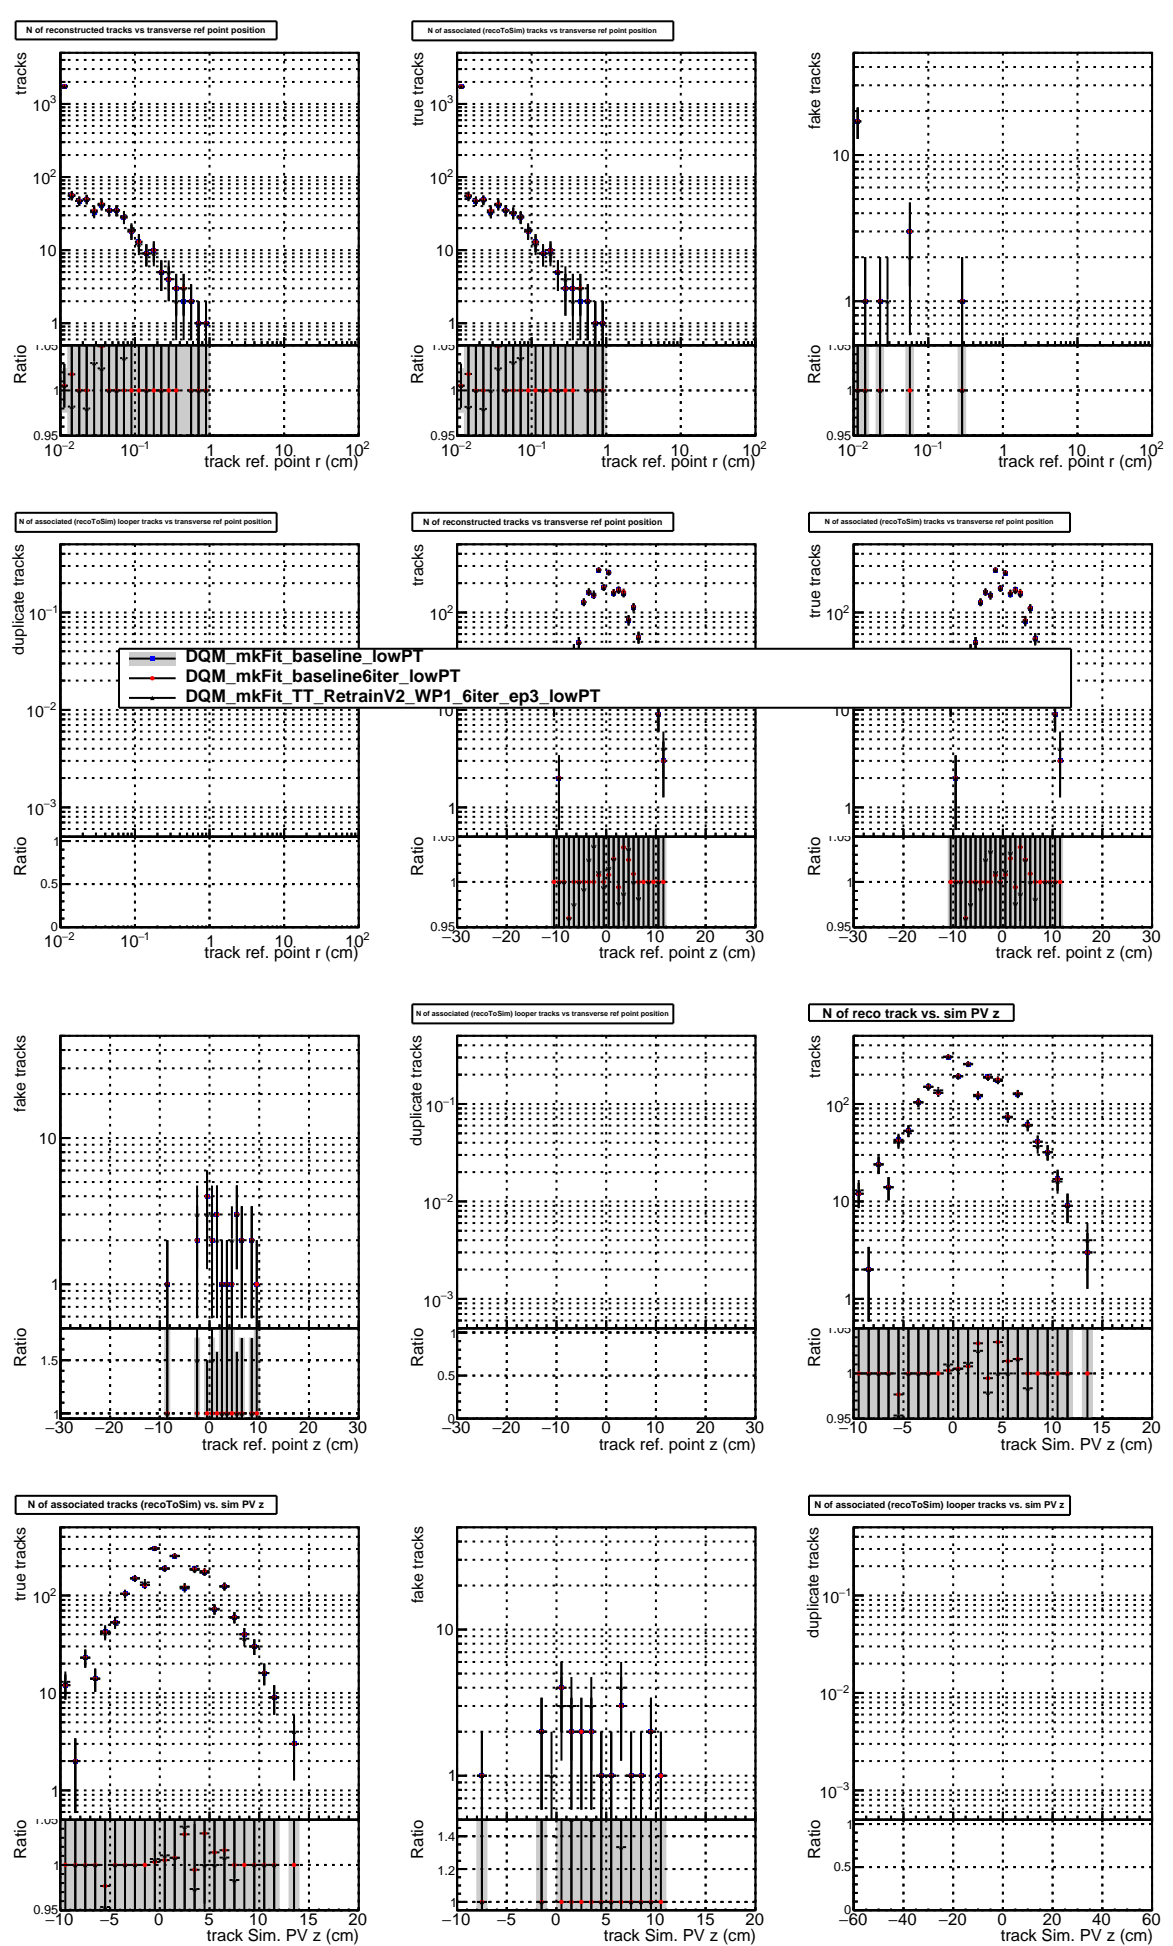 N of reconstructed tracks vs transverse ref point position
N of associated (recoToSim) tracks vs transverse ref point position
tracks
10³
10²
10
1
Ratio
1.05
1
0.95
10⁻² 10⁻¹ 1 10 10²
track ref. point r (cm)
true tracks
10³
10²
10
1
Ratio
1.05
1
0.95
10⁻² 10⁻¹ 1 10 10²
track ref. point r (cm)
fake tracks
10
1
Ratio
1.05
1
0.95
10⁻² 10⁻¹ 1 10 10²
track ref. point r (cm)
N of associated (recoToSim) looper tracks vs transverse ref point position
N of reconstructed tracks vs transverse ref point position
N of associated (recoToSim) tracks vs transverse ref point position
duplicate tracks
10⁻¹
10⁻²
10⁻³
Ratio
1
0.5
0
10⁻² 10⁻¹ 1 10 10²
track ref. point r (cm)
tracks
10²
10
1
Ratio
1.05
1
0.95
−30 −20 −10 0 10 20 30
track ref. point z (cm)
true tracks
10²
10
1
Ratio
1.05
1
0.95
−30 −20 −10 0 10 20 30
track ref. point z (cm)
DQM_mkFit_baseline_lowPT
DQM_mkFit_baseline6iter_lowPT
DQM_mkFit_TT_RetrainV2_WP1_6iter_ep3_lowPT
N of associated (recoToSim) looper tracks vs transverse ref point position
N of reco track vs. sim PV z
fake tracks
10
1
Ratio
1.5
1
−30 −20 −10 0 10 20 30
track ref. point z (cm)
duplicate tracks
10⁻¹
10⁻²
10⁻³
Ratio
1
0.5
0
−30 −20 −10 0 10 20 30
track ref. point z (cm)
tracks
10²
10
1
Ratio
1.05
1
0.95
−10 −5 0 5 10 15 20
track Sim. PV z (cm)
N of associated tracks (recoToSim) vs. sim PV z
N of associated (recoToSim) looper tracks vs. sim PV z
true tracks
10²
10
1
Ratio
1.05
1
0.95
−10 −5 0 5 10 15 20
track Sim. PV z (cm)
fake tracks
10
1
Ratio
1.4
1.2
1
−10 −5 0 5 10 15 20
track Sim. PV z (cm)
duplicate tracks
10⁻¹
10⁻²
10⁻³
Ratio
1
0.5
0
−60 −40 −20 0 20 40 60
track Sim. PV z (cm)